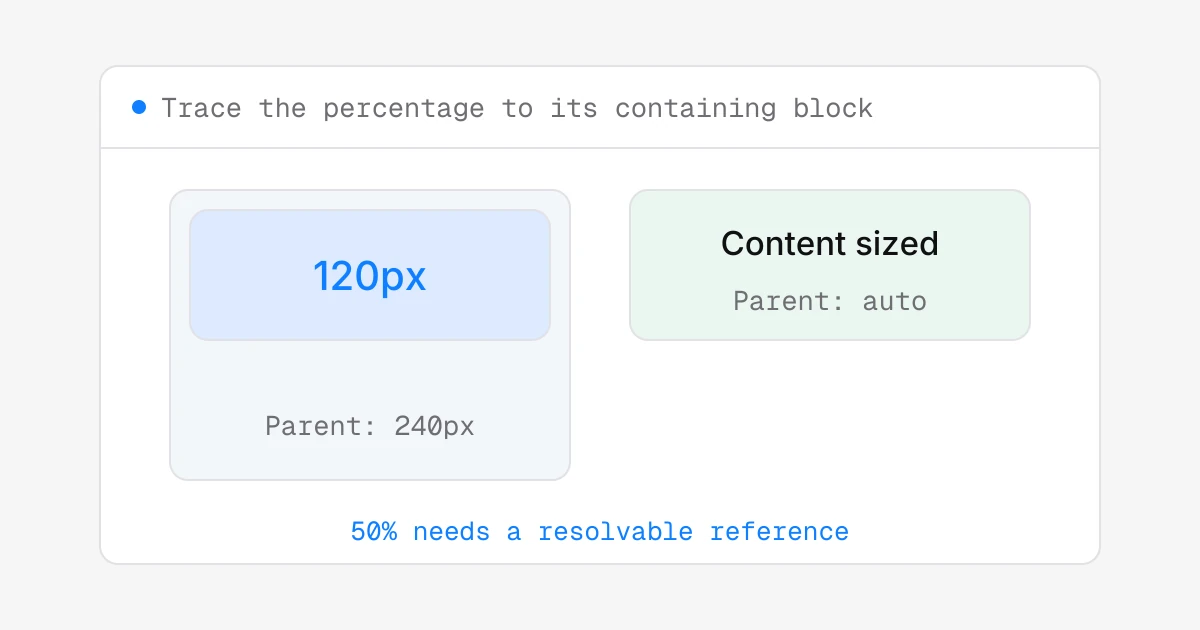 Trace the percentage to its containing block
120px
Parent: 240px
Content sized
Parent: auto
50% needs a resolvable reference